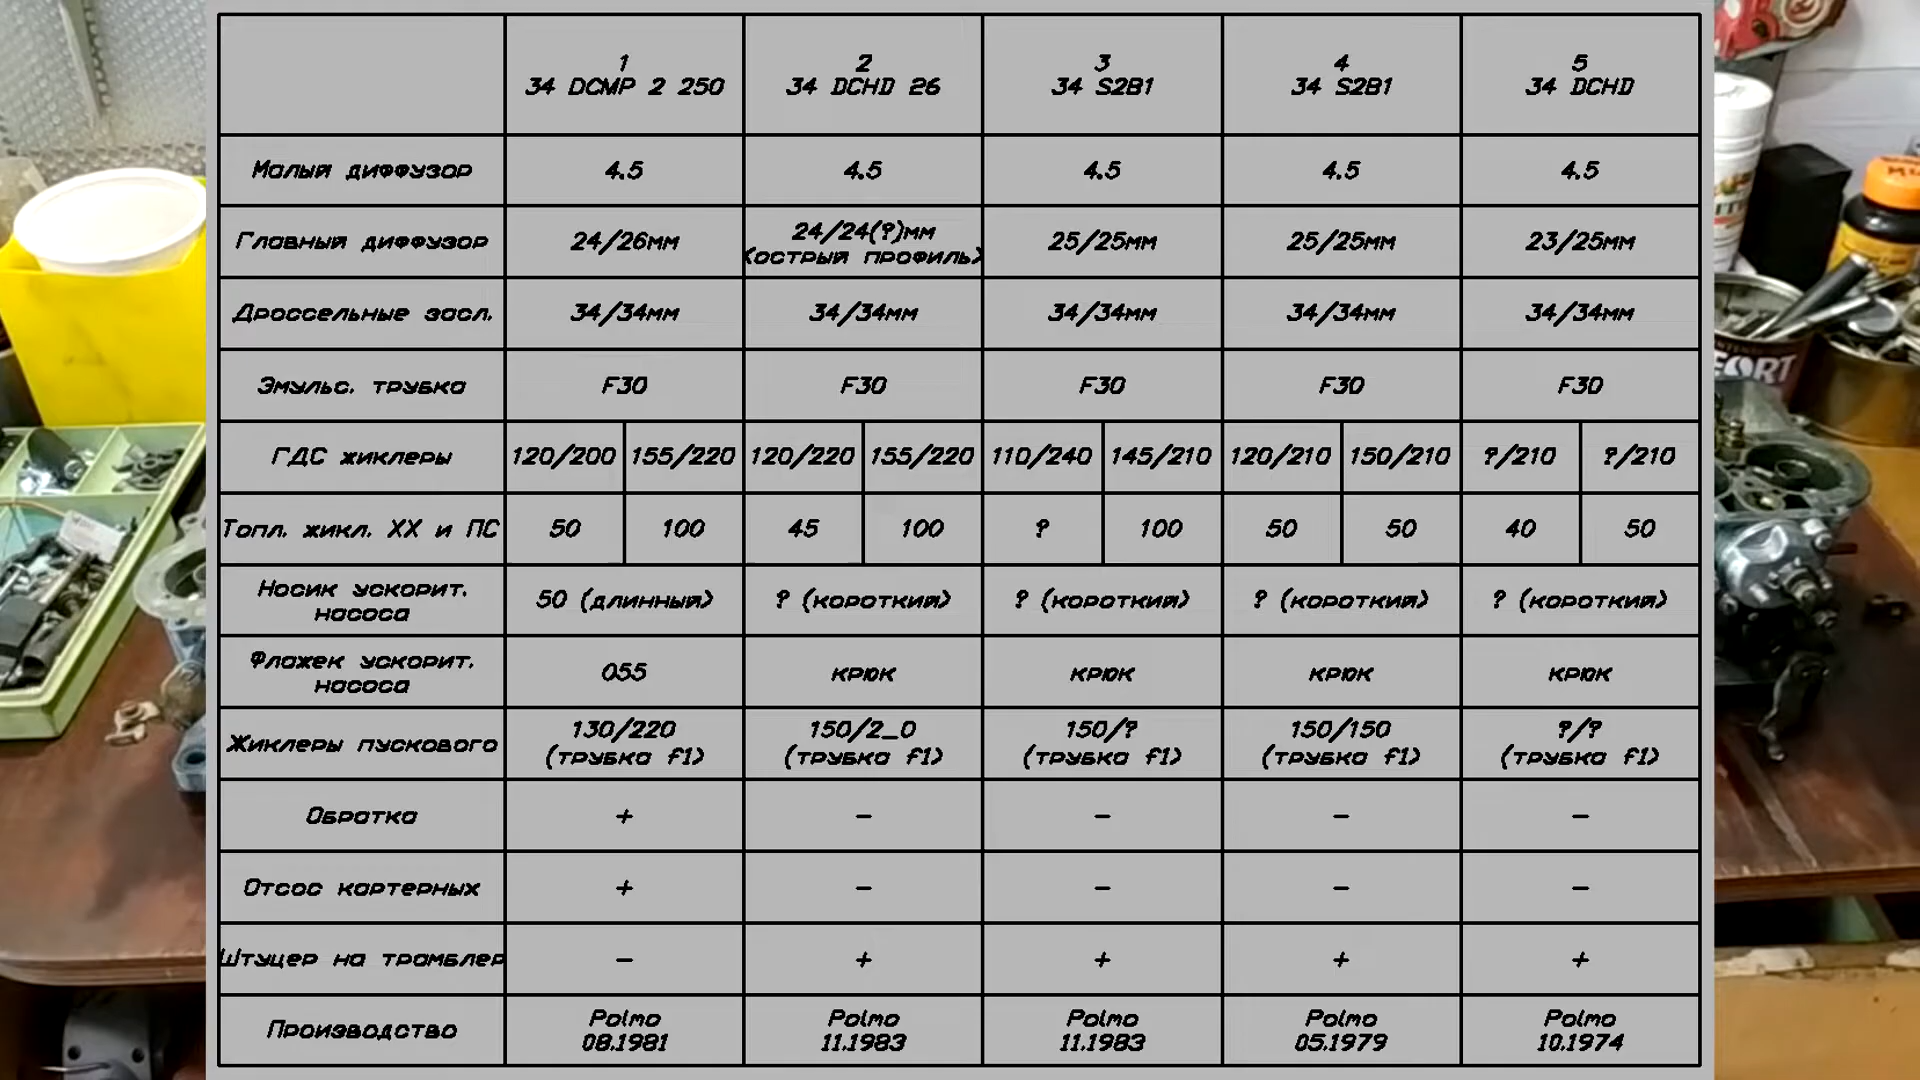 1
34 DCMP 2 250
2
34 DCHD 26
3
34 S2B1
4
34 S2B1
5
34 DCHD
Малый диффузор
4.5
4.5
4.5
4.5
4.5
Главный диффузор
24/26мм
24/24(?)мм
(острый профиль)
25/25мм
25/25мм
23/25мм
Дроссельные засл.
34/34мм
34/34мм
34/34мм
34/34мм
34/34мм
Эмульс. трубка
F30
F30
F30
F30
F30
ГДС жиклеры
120/200
155/220
120/220
155/220
110/240
145/210
120/210
150/210
?/210
?/210
Топл. жикл. ХХ и ПС
50
100
45
100
?
100
50
50
40
50
Носик ускорит.
насоса
50 (длинный)
? (короткий)
? (короткий)
? (короткий)
? (короткий)
Флажек ускорит.
насоса
055
крюк
крюк
крюк
крюк
Жиклеры пускового
130/220
(трубка f1)
150/2_0
(трубка f1)
150/?
(трубка f1)
150/150
(трубка f1)
?/?
(трубка f1)
Обратка
+
-
-
-
-
Отсос картерных
+
-
-
-
-
Штуцер на трамблер
-
+
+
+
+
Производство
Polmo
08.1981
Polmo
11.1983
Polmo
11.1983
Polmo
05.1979
Polmo
10.1974